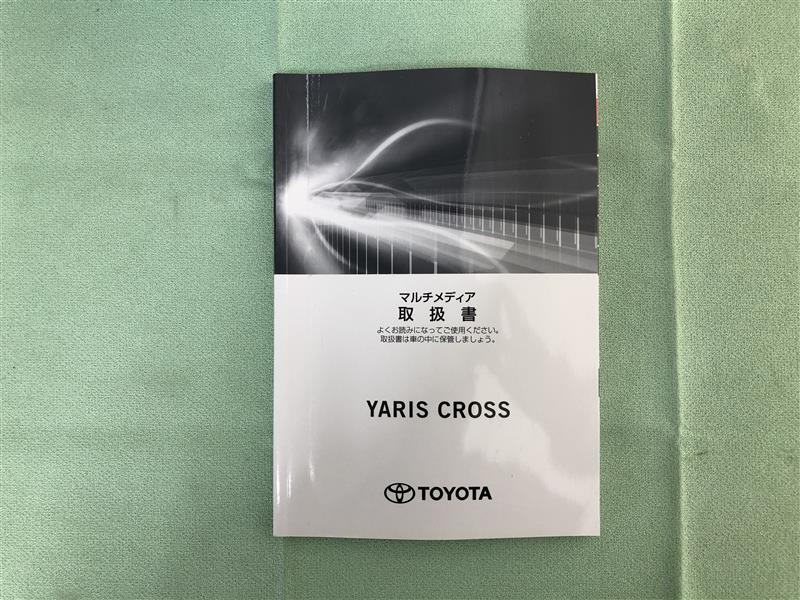 マルチメディア
取扱書
よくお読みになってご使用ください。
取扱書は車の中に保管しましょう。
YARIS CROSS
TOYOTA